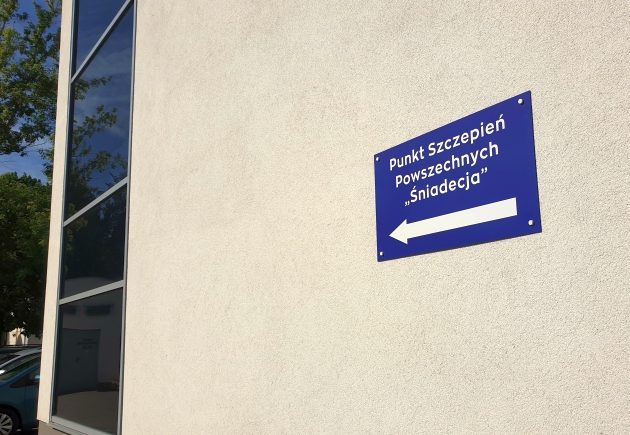 Punkt Szczepień
Powszechnych
„Śniadecja”